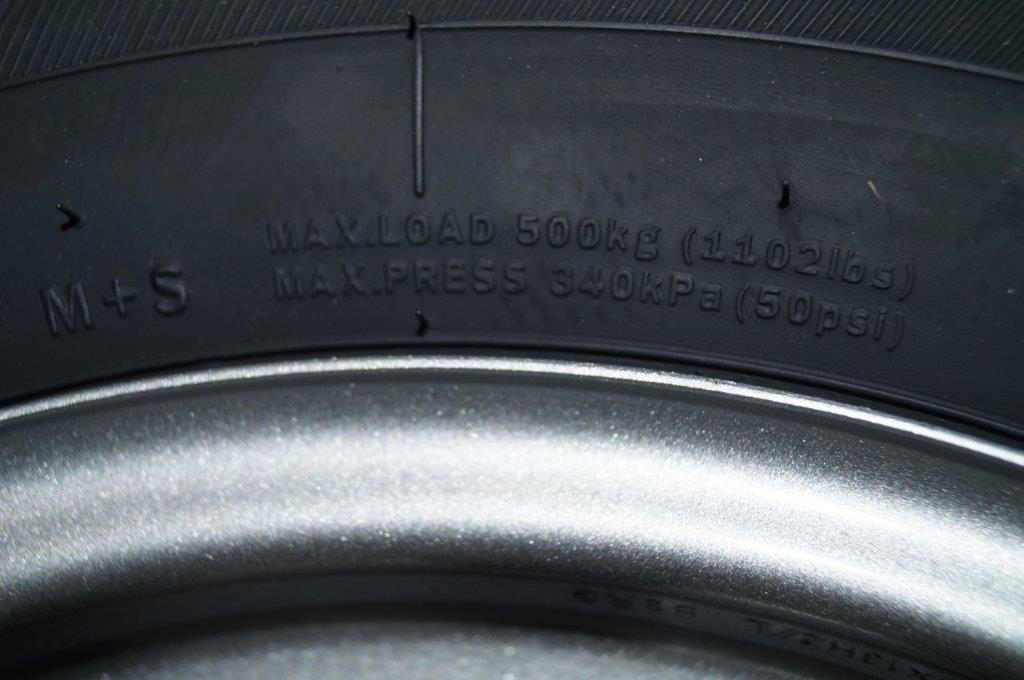 MAX.LOAD 500kg (1102lbs)
M+S
MAX.PRESS 340kPa (50psi)